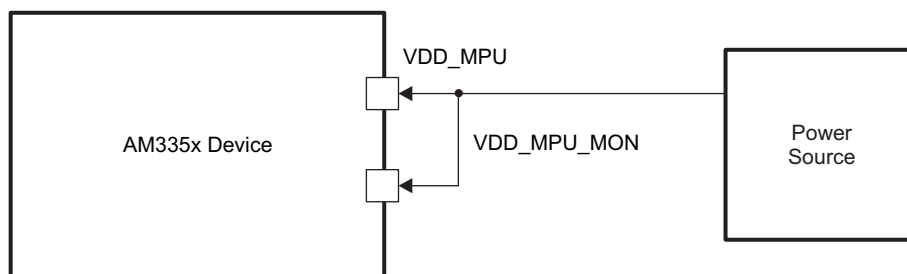 VDD_MPU
AM335x Device
VDD_MPU_MON
Power
Source